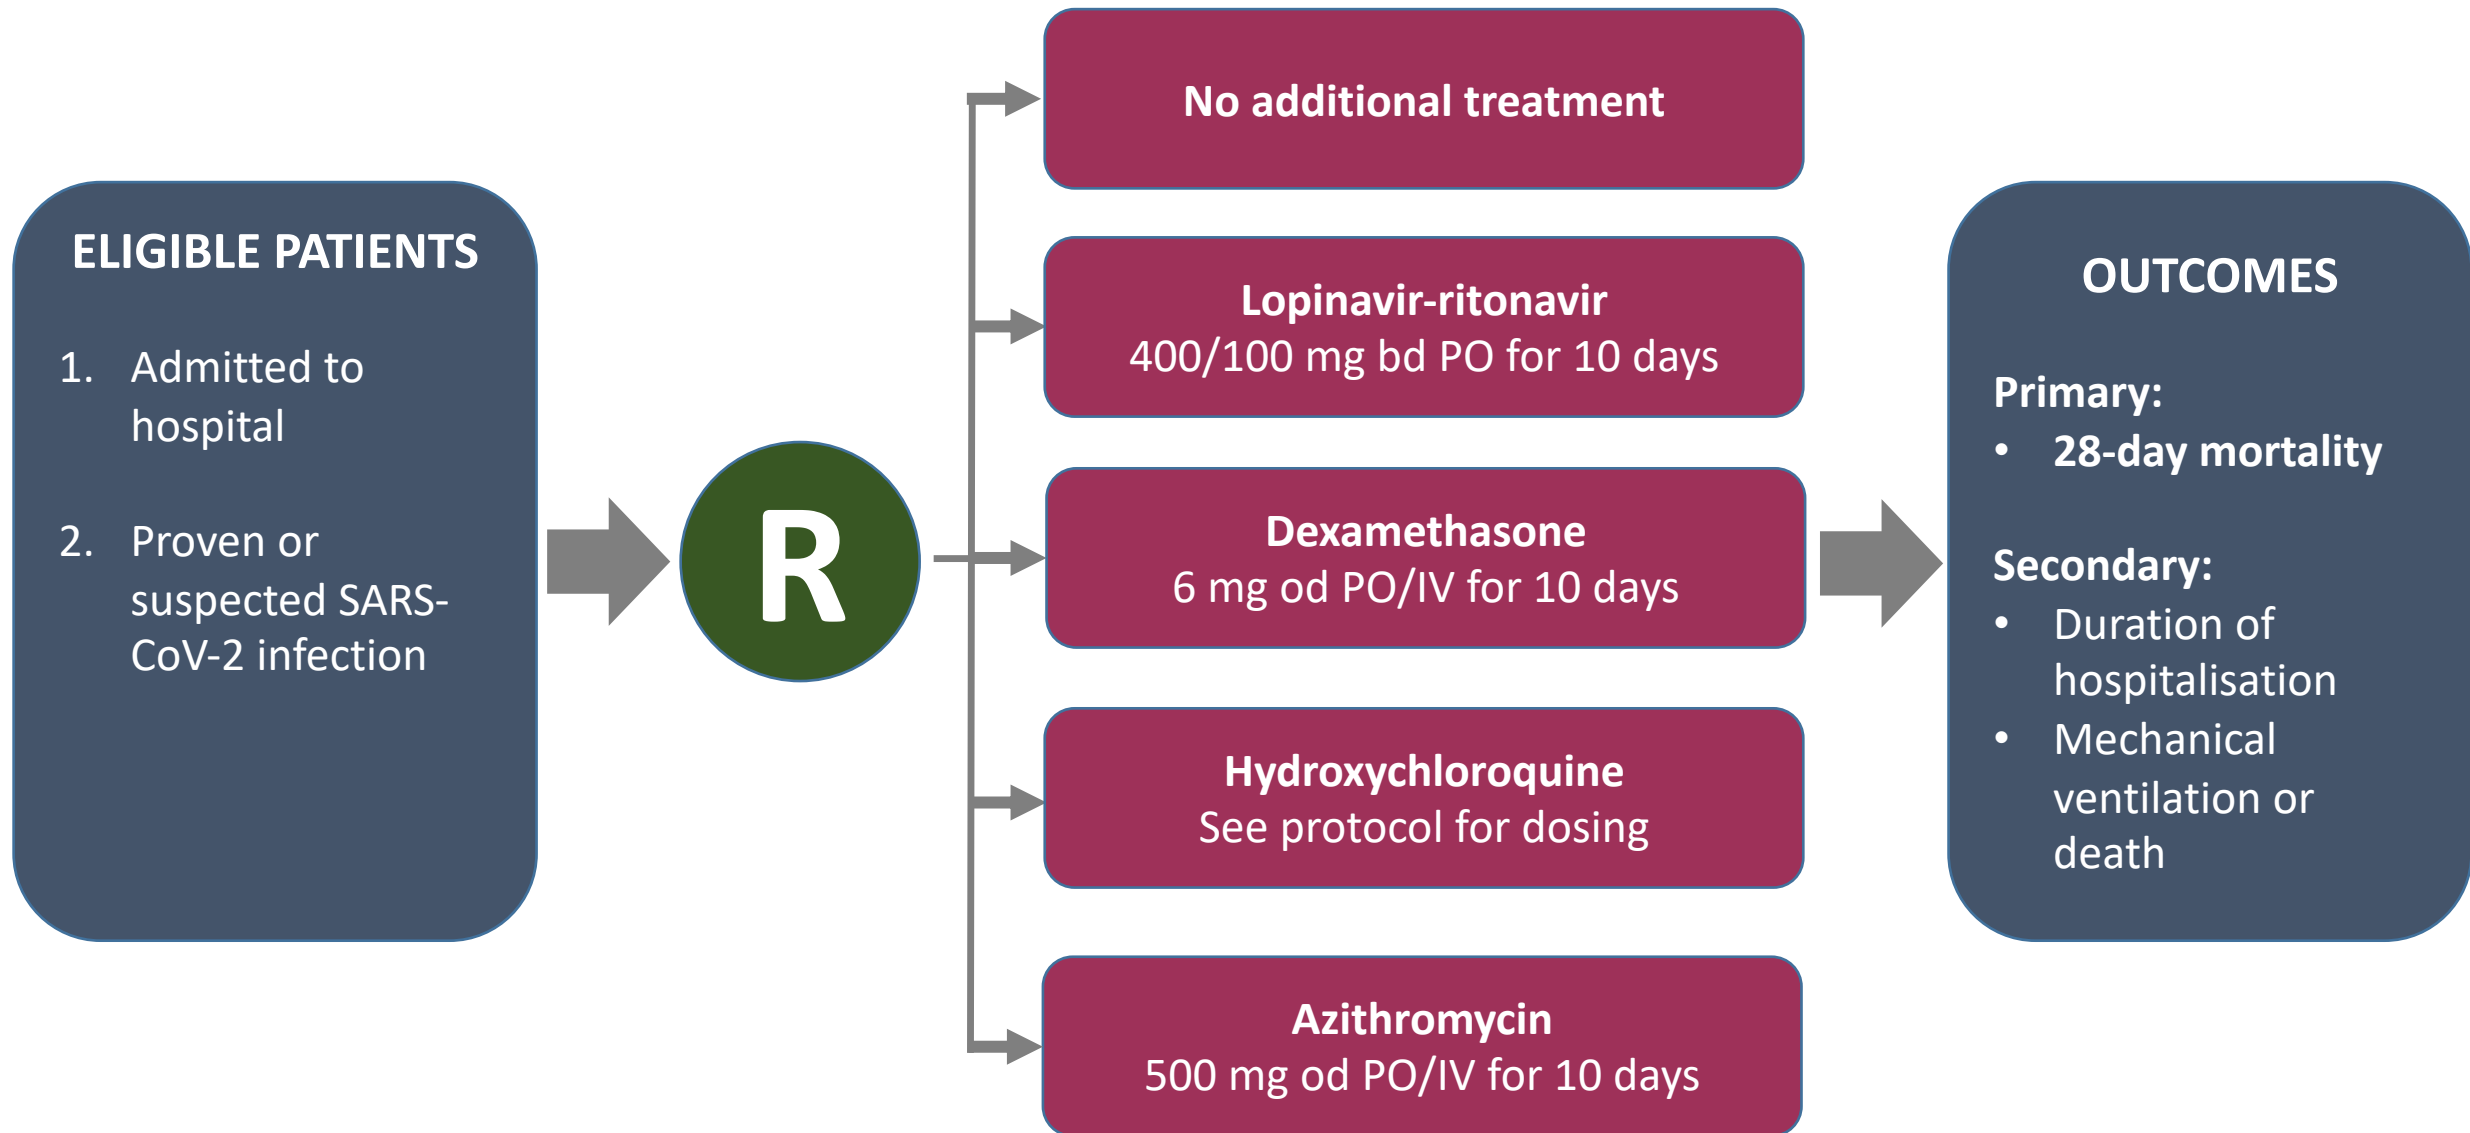 ELIGIBLE PATIENTS
1. Admitted to
hospital
2. Proven or
suspected SARS-
CoV-2 infection
R
No additional treatment
Lopinavir-ritonavir
400/100 mg bd PO for 10 days
Dexamethasone
6 mg od PO/IV for 10 days
Hydroxychloroquine
See protocol for dosing
Azithromycin
500 mg od PO/IV for 10 days
OUTCOMES
Primary:
• 28-day mortality
Secondary:
• Duration of
hospitalisation
• Mechanical
ventilation or
death